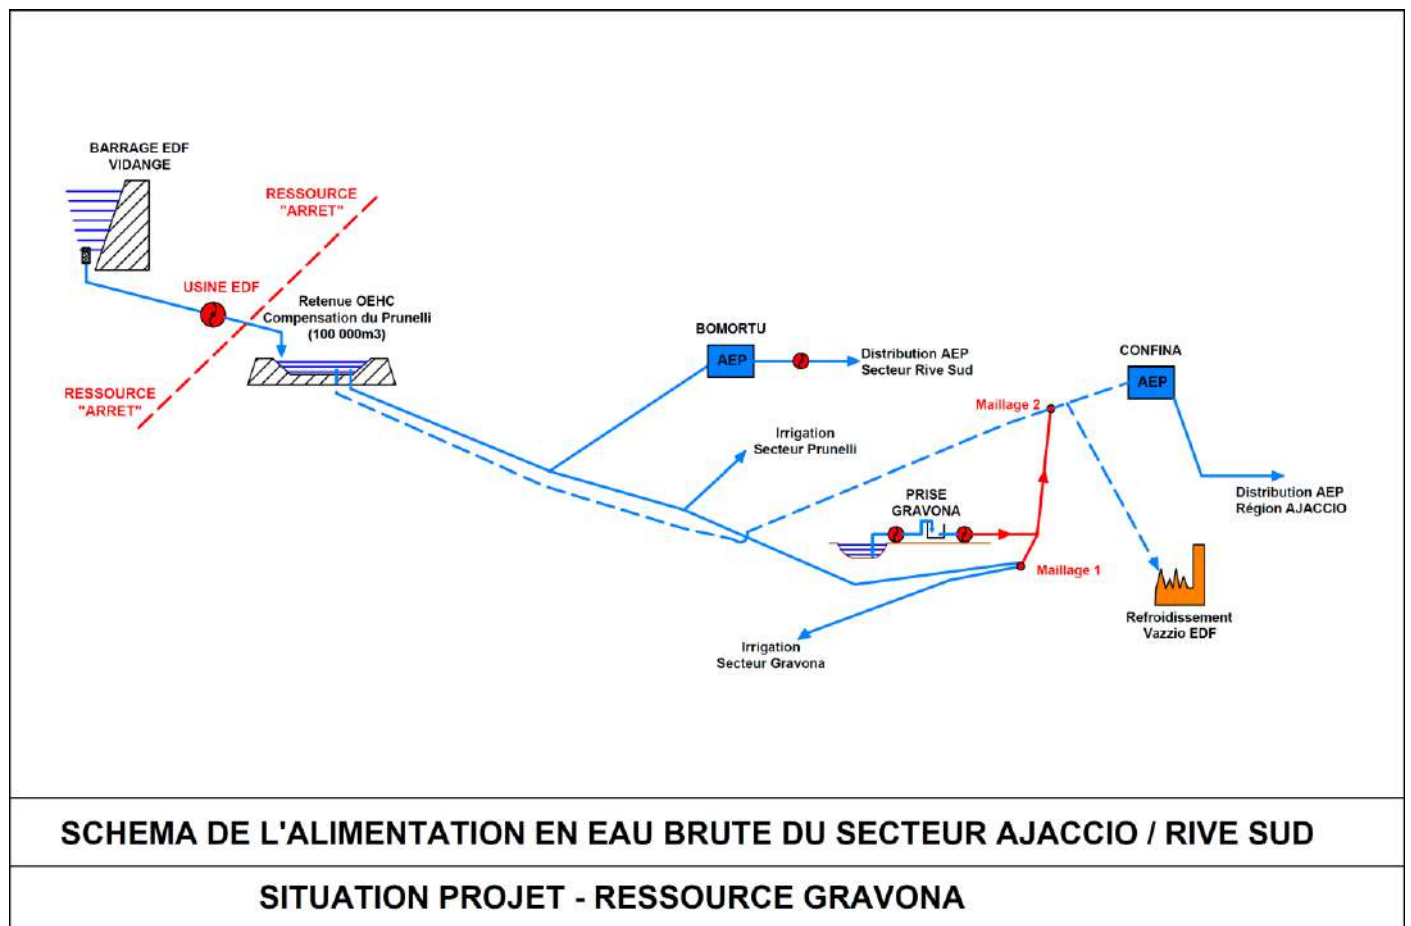 BARRAGE EDF
VIDANGE
RESSOURCE
"ARRET"
USINE EDF
Retenue OEHC
Compensation du Prunelli
(100 000m3)
RESSOURCE
"ARRET"
BOMORTU
AEP
Distribution AEP
Secteur Rive Sud
CONFINA
AEP
Maillage 2
Irrigation
Secteur Prunelli
PRISE
GRAVONA
Distribution AEP
Région AJACCIO
Maillage 1
Refroidissement
Vazzio EDF
Irrigation
Secteur Gravona
SCHEMA DE L'ALIMENTATION EN EAU BRUTE DU SECTEUR AJACCIO / RIVE SUD
SITUATION PROJET - RESSOURCE GRAVONA